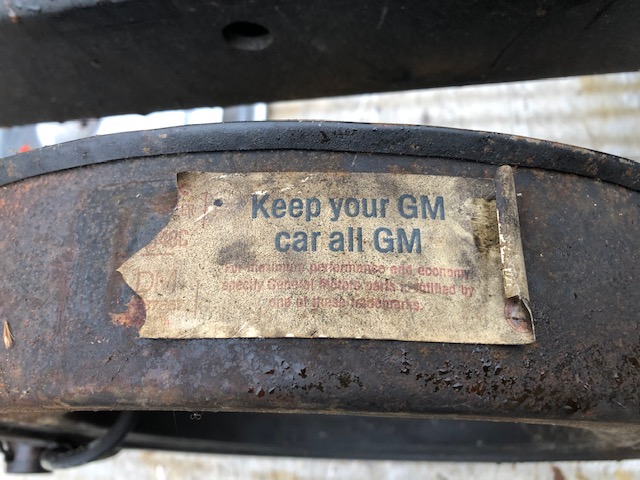 Keep your GM
car all GM
For maximum performance and economy
specify General Motors parts identified by
one of these trademarks.